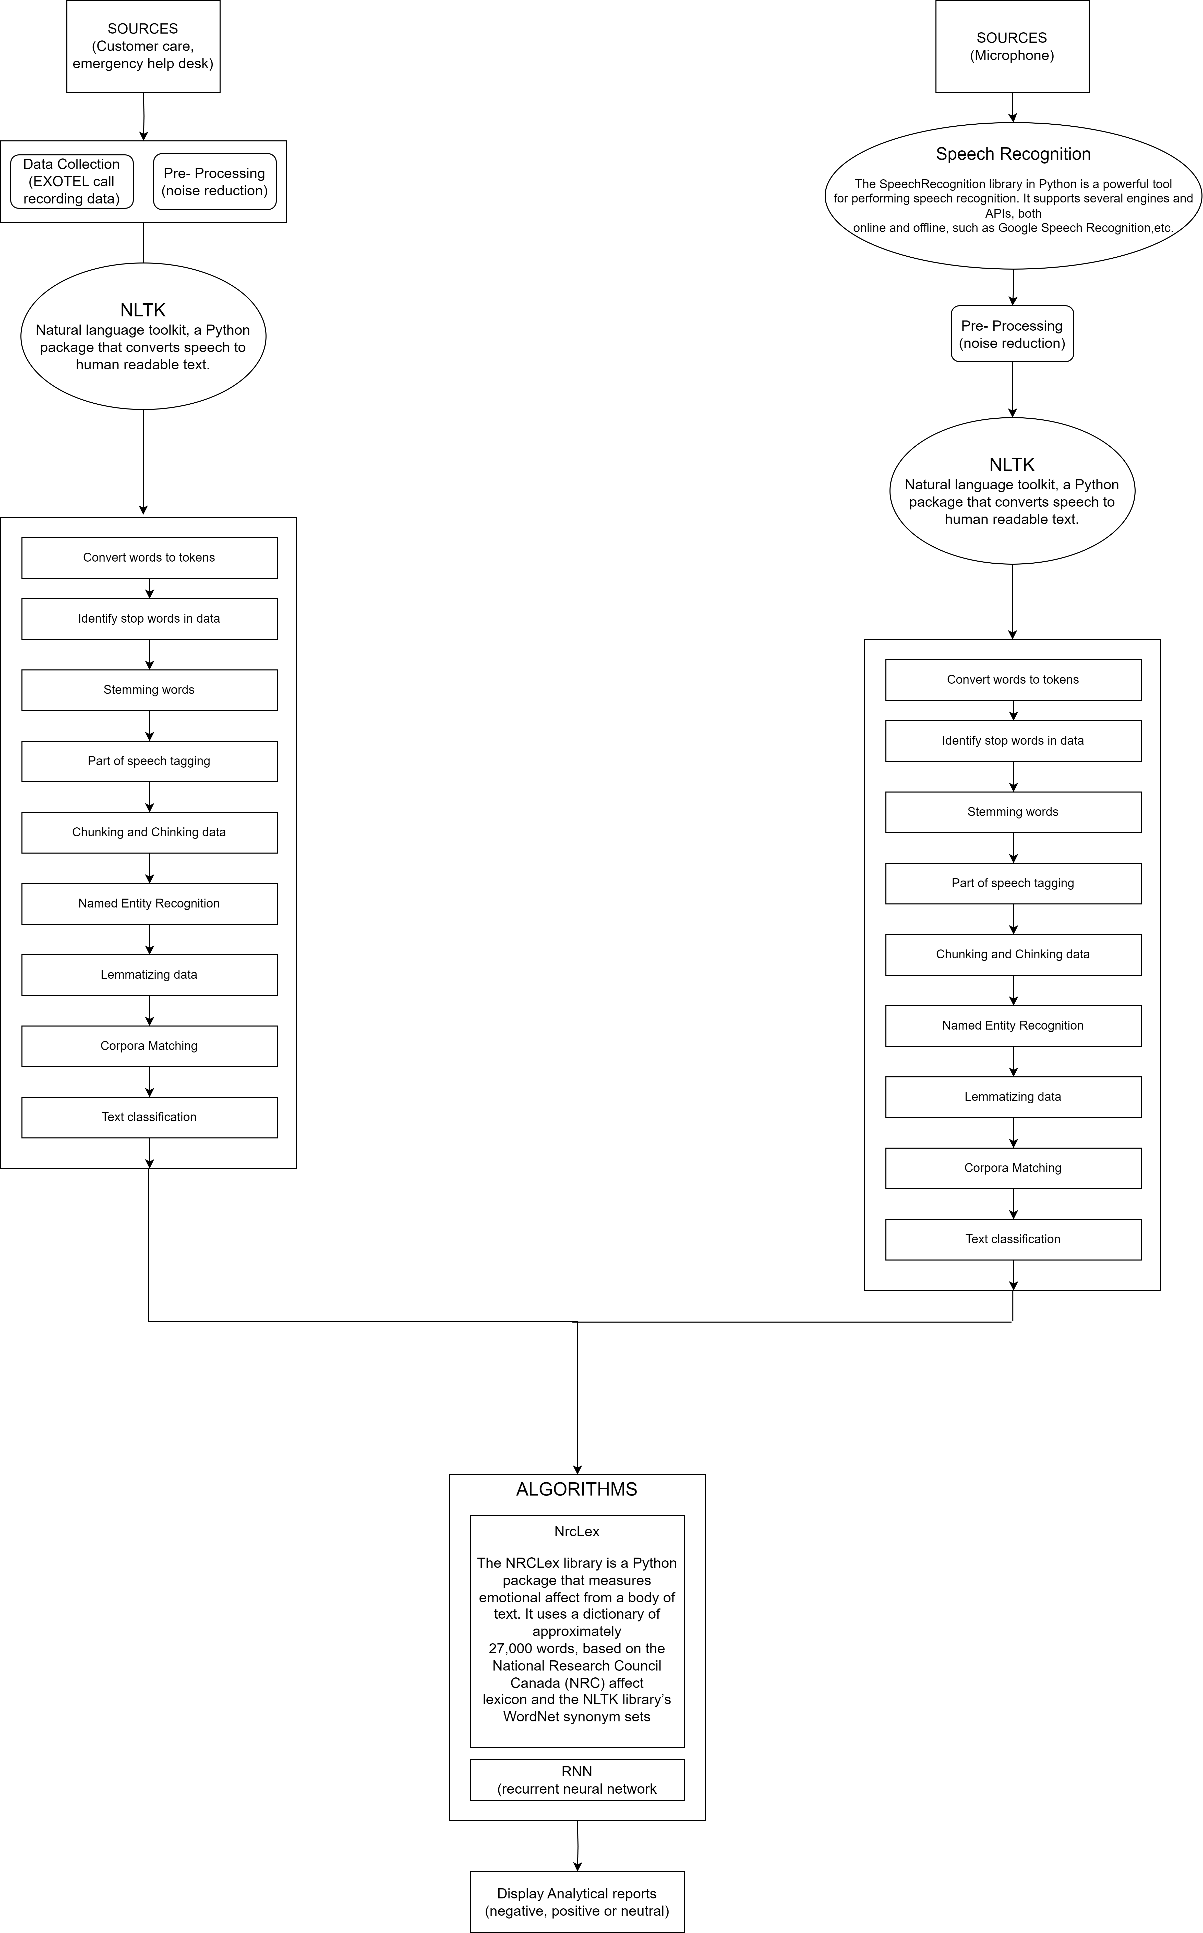 SOURCES
(Customer care,
emergency help desk)
Data Collection
(EXOTEL call
recording data)
Pre- Processing
(noise reduction)
NLTK
Natural language toolkit, a Python
package that converts speech to
human readable text.
Convert words to tokens
Identify stop words in data
Stemming words
Part of speech tagging
Chunking and Chinking data
Named Entity Recognition
Lemmatizing data
Corpora Matching
Text classification
SOURCES
(Microphone)
Speech Recognition
The SpeechRecognition library in Python is a powerful tool
for performing speech recognition. It supports several engines and
APIs, both
online and offline, such as Google Speech Recognition,etc.
Pre- Processing
(noise reduction)
NLTK
Natural language toolkit, a Python
package that converts speech to
human readable text.
Convert words to tokens
Identify stop words in data
Stemming words
Part of speech tagging
Chunking and Chinking data
Named Entity Recognition
Lemmatizing data
Corpora Matching
Text classification
ALGORITHMS
NrcLex
The NRCLex library is a Python
package that measures
emotional affect from a body of
text. It uses a dictionary of
approximately
27,000 words, based on the
National Research Council
Canada (NRC) affect
lexicon and the NLTK library’s
WordNet synonym sets
RNN
(recurrent neural network
Display Analytical reports
(negative, positive or neutral)